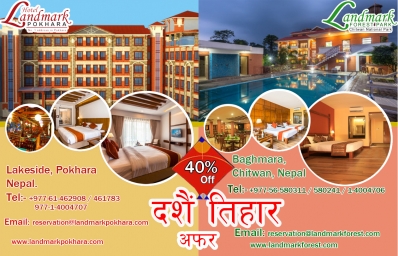 Hotel
Landmark
POKHARA
Landmark
FOREST PARK
Chitwan National Park
40%
Off
Lakeside, Pokhara
Nepal.
Tel:- +977 61 462908 / 461783
977-1-4004707
Email: reservation@landmarkpokhara.com
www.landmarkpokhara.com
Baghmara,
Chitwan, Nepal
Tel:- +977-56-580311 / 580241 / 1-4004706
दशैं तिहार
अफर
Email: reservation@landmarkforest.com
www.landmarkforest.com